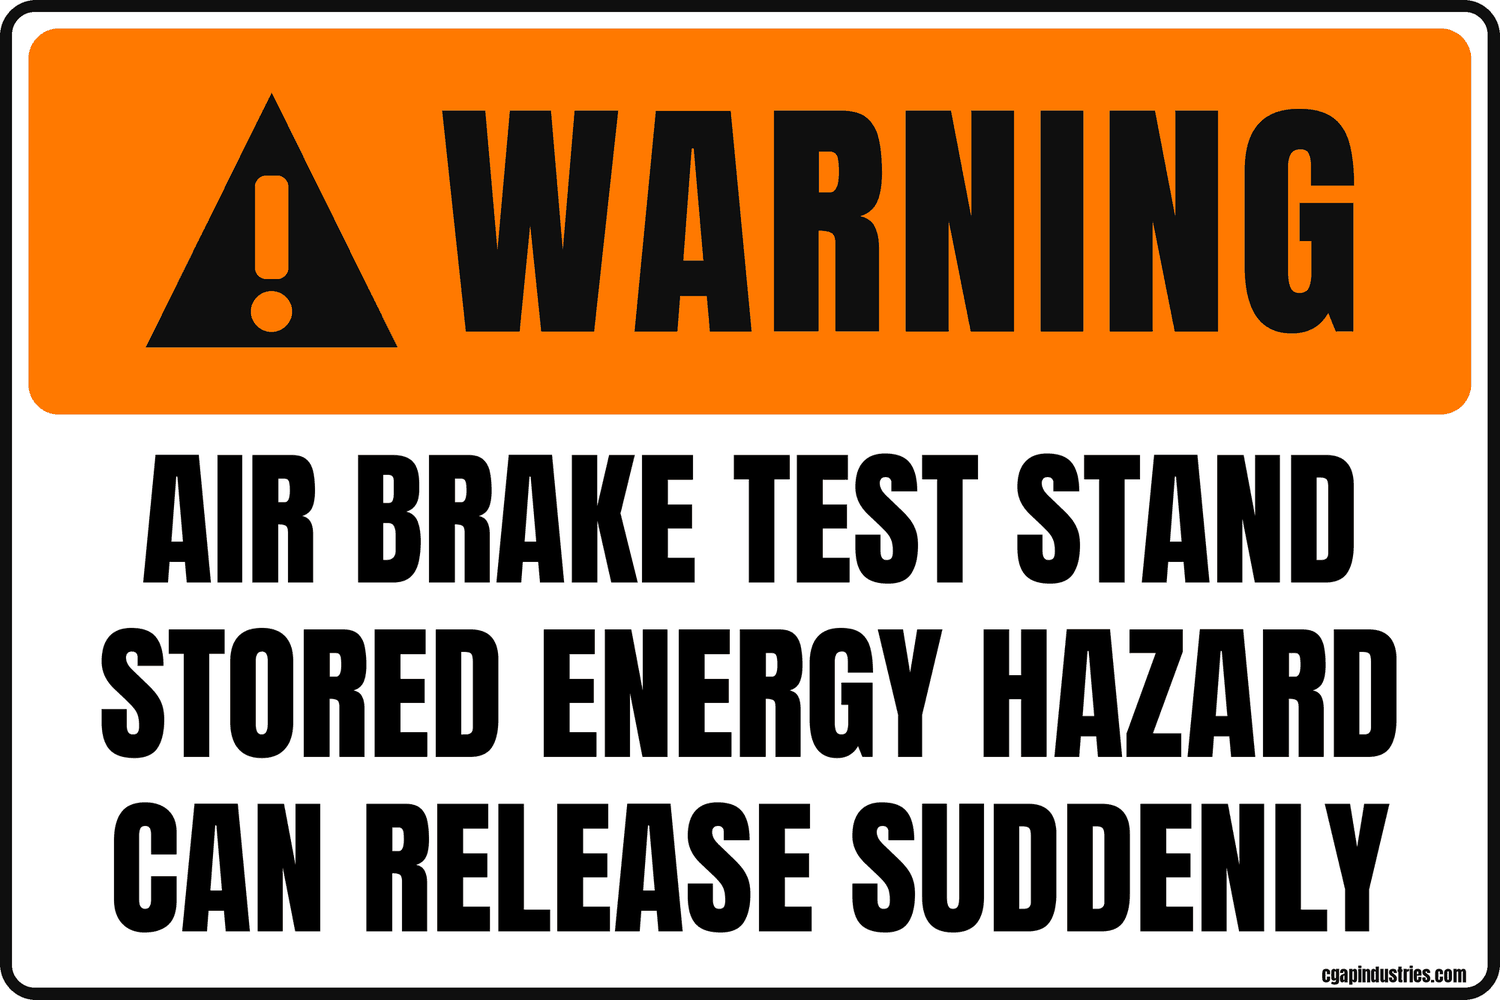 WARNING
AIR BRAKE TEST STAND
STORED ENERGY HAZARD
CAN RELEASE SUDDENLY
cgapindustries.com